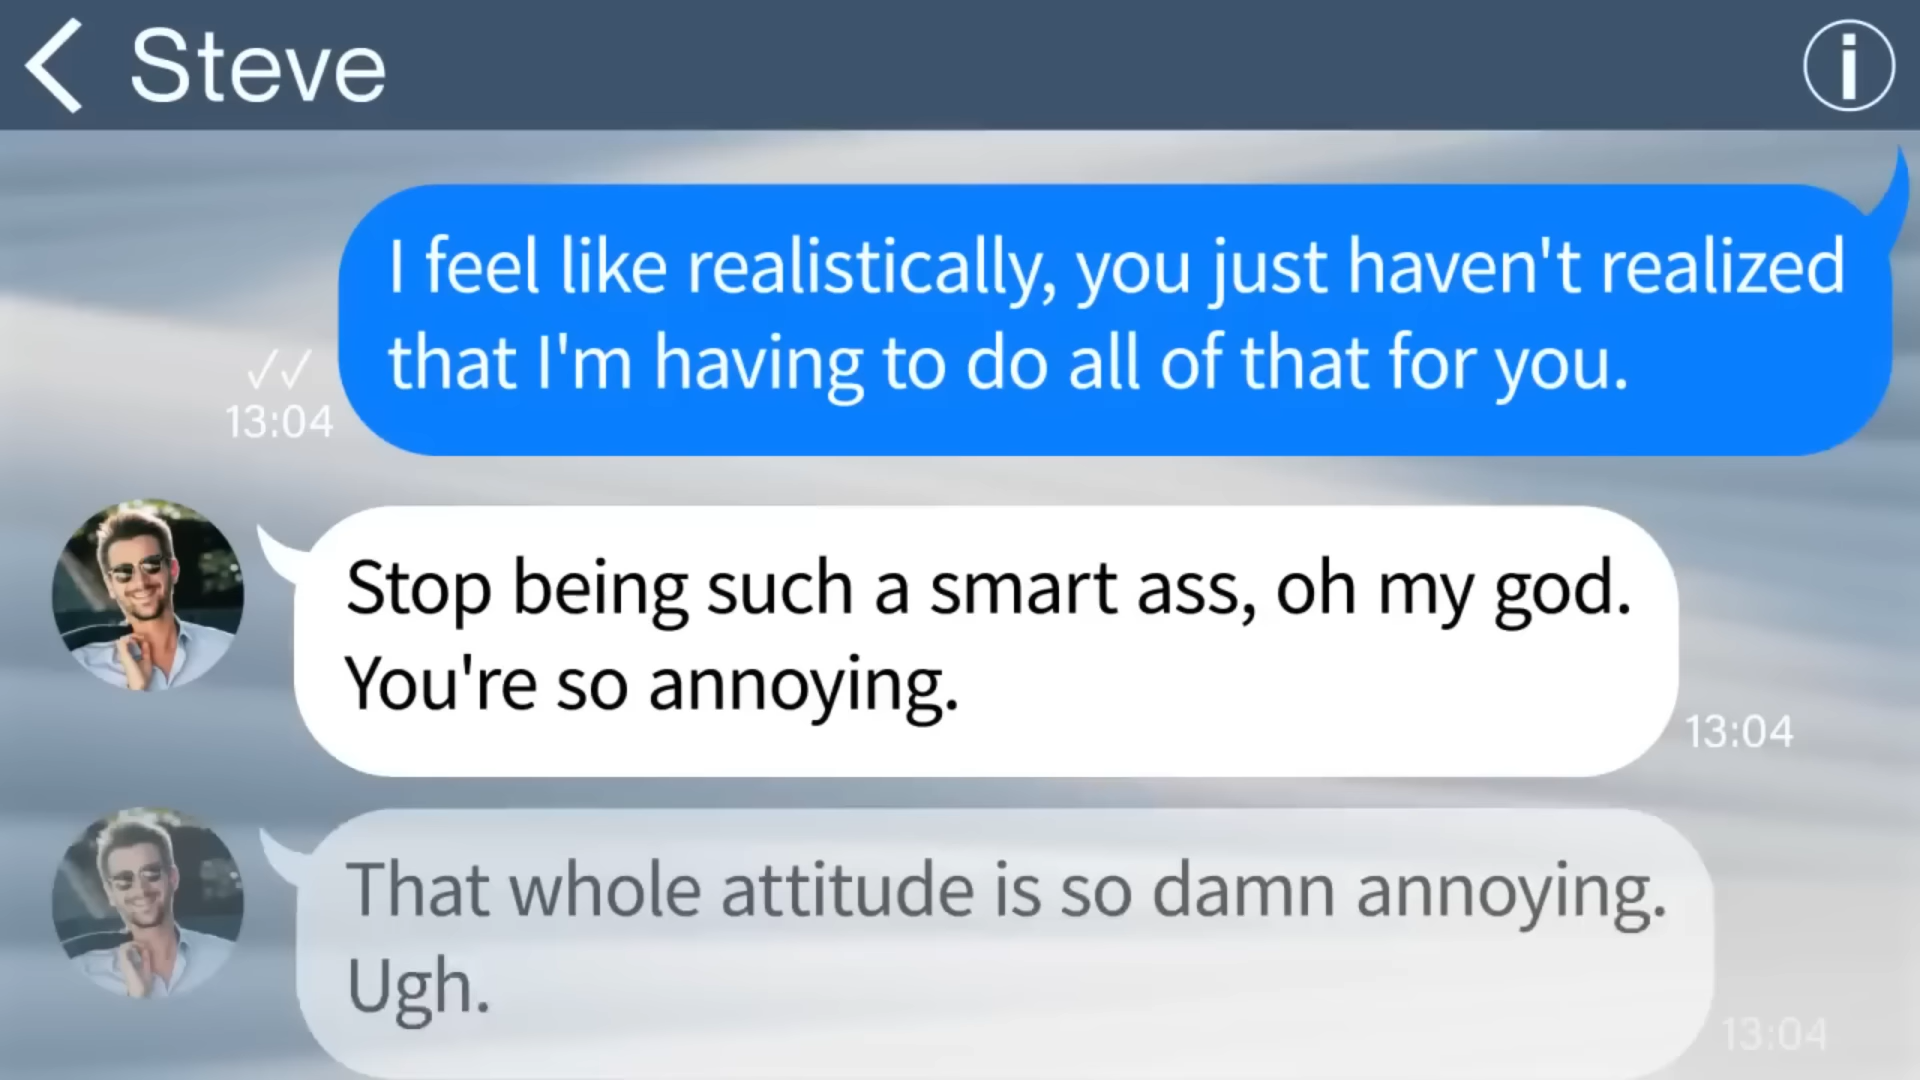 Steve
I feel like realistically, you just haven't realized
that I'm having to do all of that for you.
13:04
Stop being such a smart ass, oh my god.
You're so annoying.
13:04
That whole attitude is so damn annoying.
Ugh.
13:04